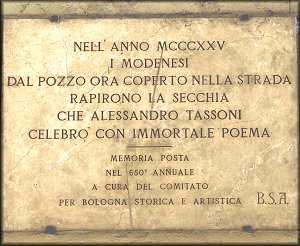 NELL'ANNO MCCCXXV
I MODENESI
DAL POZZO ORA COPERTO NELLA STRADA
RAPIRONO LA SECCHIA
CHE ALESSANDRO TASSONI
CELEBRO' CON IMMORTALE POEMA
MEMORIA POSTA
NEL 650° ANNUALE
A CURA DEL COMITATO
PER BOLOGNA STORICA E ARTISTICA B.S.A.